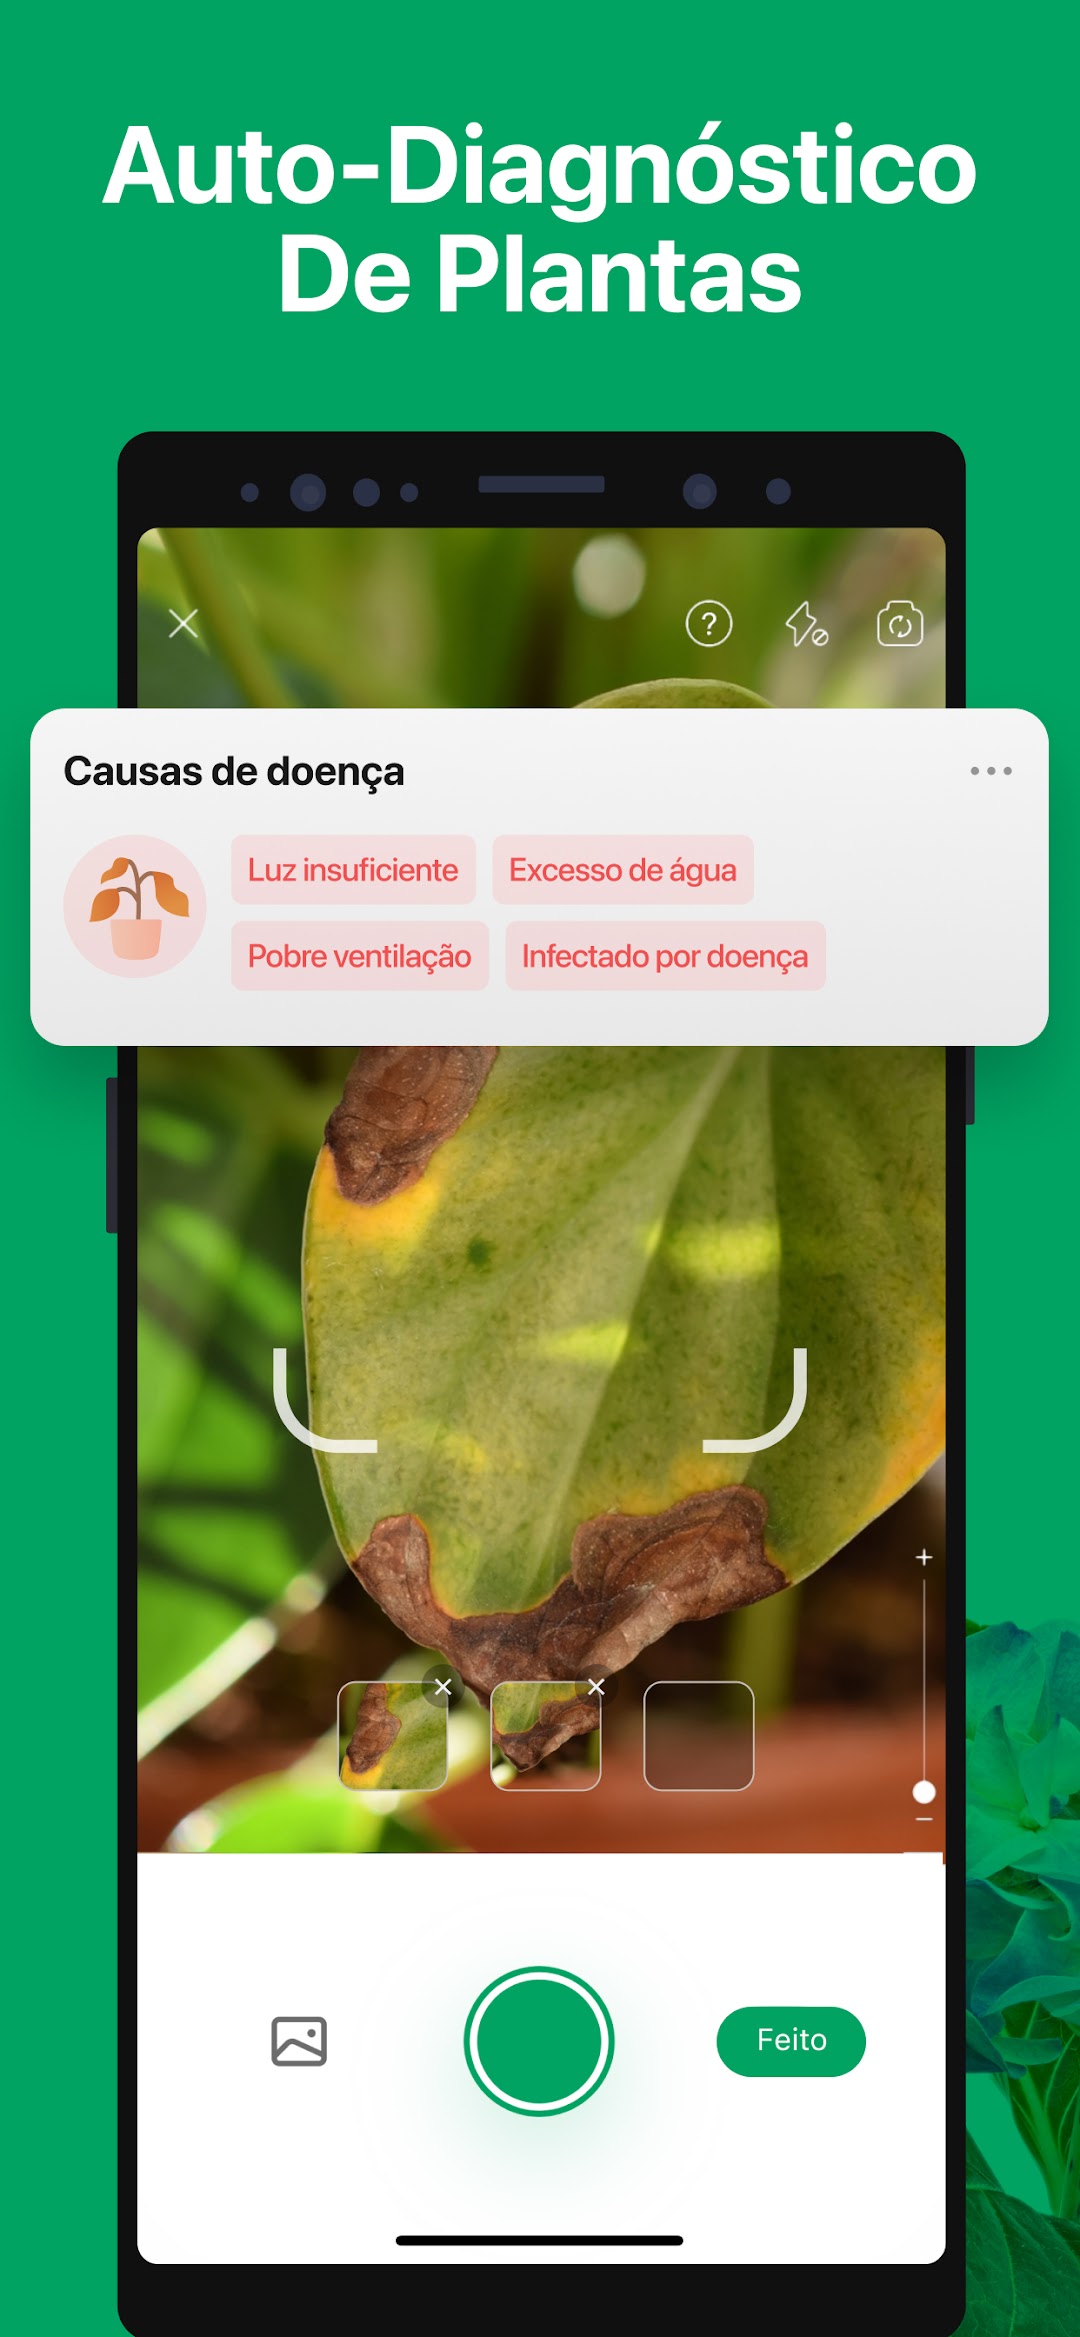 Auto-Diagnóstico
De Plantas
Causas de doença
Luz insuficiente Excesso de água
Pobre ventilação Infectado por doença
Feito